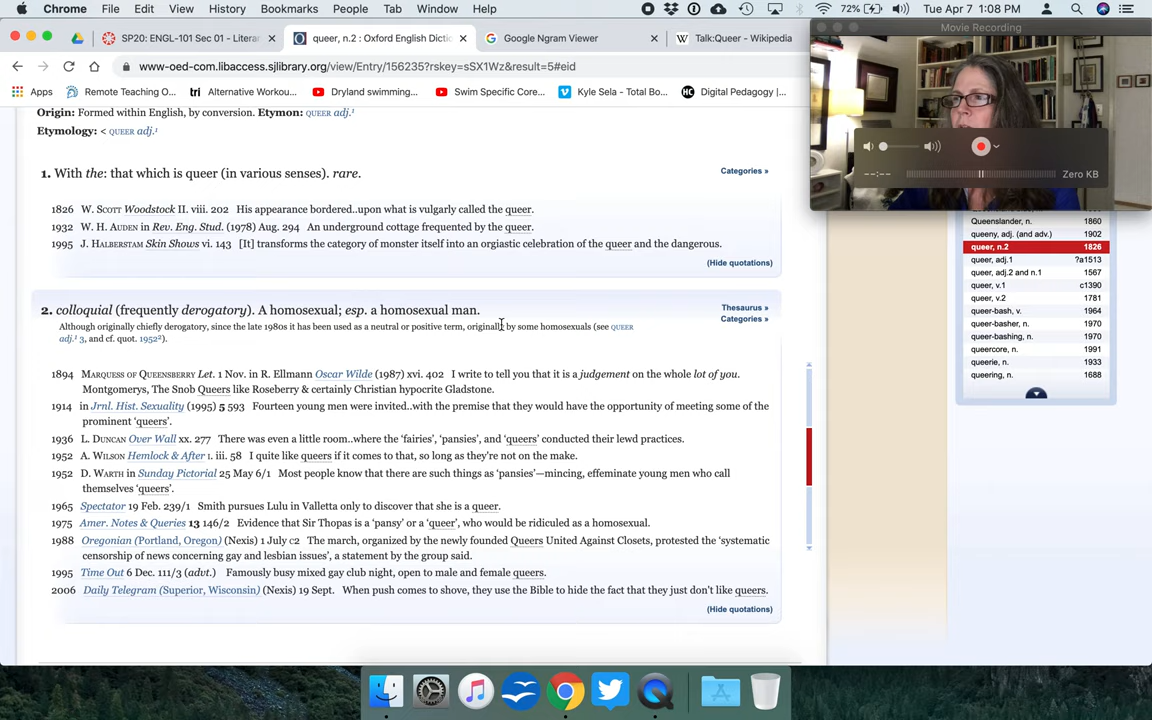 Chrome File Edit View History Bookmarks People Tab Window Help 72% Tue Apr 7 1:08 PM
SP20: ENGL-101 Sec 01 - Litera queer, n.2 : Oxford English Dicti Google Ngram Viewer Talk:Queer - Wikipedia
Movie Recording
www-oed-com.libaccess.sjlibrary.org/view/Entry/156235?rskey=sSX1Wz&result=5#eid
Apps Remote Teaching O... Alternative Workou... Dryland swimming... Swim Specific Core... Kyle Sela - Total Bo... Digital Pedagogy |...
--:-- Zero KB
Origin: Formed within English, by conversion. Etymon: QUEER adj.1
Etymology: < QUEER adj.1
1. With the: that which is queer (in various senses). rare.
Categories »
1826 W. SCOTT Woodstock II. viii. 202 His appearance bordered..upon what is vulgarly called the queer.
1932 W. H. AUDEN in Rev. Eng. Stud. (1978) Aug. 294 An underground cottage frequented by the queer.
1995 J. HALBERSTAM Skin Shows vi. 143 [It] transforms the category of monster itself into an orgiastic celebration of the queer and the dangerous.
(Hide quotations)
2. colloquial (frequently derogatory). A homosexual; esp. a homosexual man.
Thesaurus »
Categories »
Although originally chiefly derogatory, since the late 1980s it has been used as a neutral or positive term, originally by some homosexuals (see QUEER
adj.1 3, and cf. quot. 1952²).
1894 MARQUESS OF QUEENSBERRY Let. 1 Nov. in R. Ellmann Oscar Wilde (1987) xvi. 402 I write to tell you that it is a judgement on the whole lot of you.
Montgomerys, The Snob Queers like Roseberry & certainly Christian hypocrite Gladstone.
1914 in Jrnl. Hist. Sexuality (1995) 5 593 Fourteen young men were invited..with the premise that they would have the opportunity of meeting some of the
prominent ‘queers’.
1936 L. DUNCAN Over Wall xx. 277 There was even a little room..where the ‘fairies’, ‘pansies’, and ‘queers’ conducted their lewd practices.
1952 A. WILSON Hemlock & After I. iii. 58 I quite like queers if it comes to that, so long as they're not on the make.
1952 D. WARTH in Sunday Pictorial 25 May 6/1 Most people know that there are such things as ‘pansies’—mincing, effeminate young men who call
themselves ‘queers’.
1965 Spectator 19 Feb. 239/1 Smith pursues Lulu in Valletta only to discover that she is a queer.
1975 Amer. Notes & Queries 13 146/2 Evidence that Sir Thopas is a ‘pansy’ or a ‘queer’, who would be ridiculed as a homosexual.
1988 Oregonian (Portland, Oregon) (Nexis) 1 July C2 The march, organized by the newly founded Queers United Against Closets, protested the ‘systematic
censorship of news concerning gay and lesbian issues’, a statement by the group said.
1995 Time Out 6 Dec. 111/3 (advt.) Famously busy mixed gay club night, open to male and female queers.
2006 Daily Telegram (Superior, Wisconsin) (Nexis) 19 Sept. When push comes to shove, they use the Bible to hide the fact that they just don't like queers.
(Hide quotations)
Queenslander, n. 1860
queeny, adj. (and adv.) 1902
queer, n.2 1826
queer, adj.1 ?a1513
queer, adj.2 and n.1 1567
queer, v.1 c1390
queer, v.2 1781
queer-bash, v. 1964
queer-basher, n. 1970
queer-bashing, n. 1970
queercore, n. 1991
queerie, n. 1933
queering, n. 1688